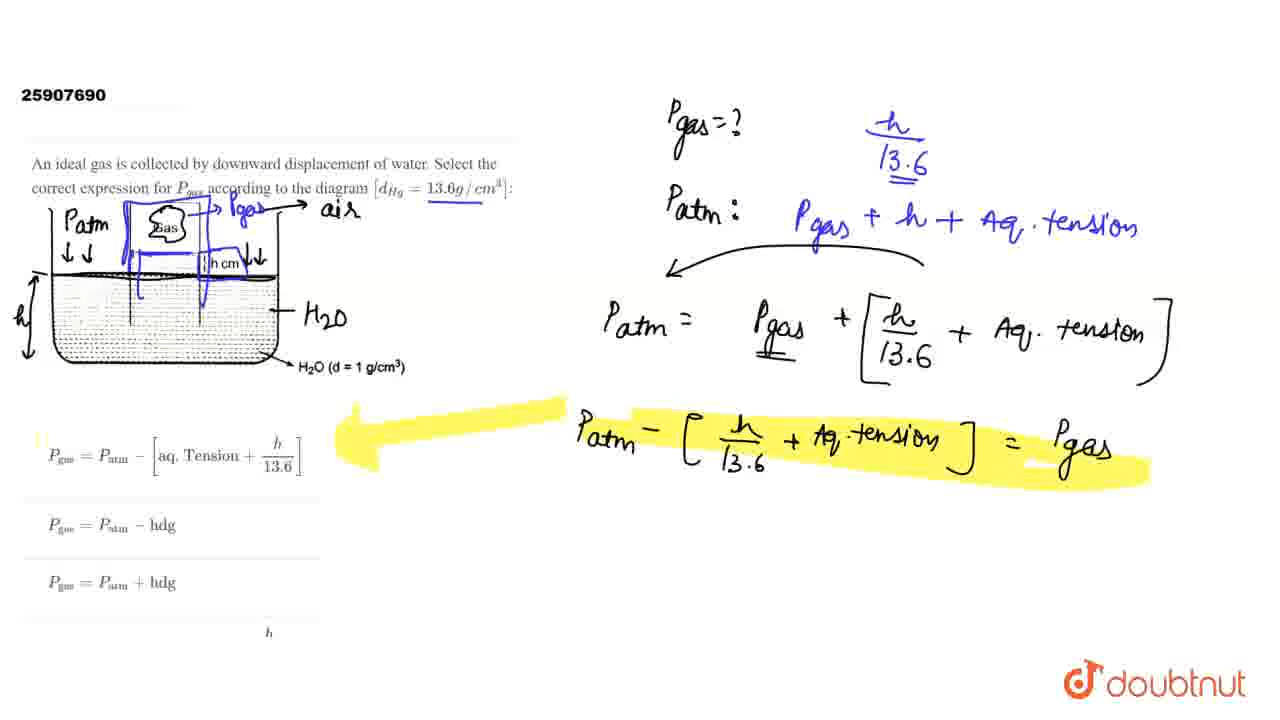 25907690
An ideal gas is collected by downward displacement of water. Select the
correct expression for P_gas according to the diagram [d_Hg = 13.6g/cm³]:
Patm
Gas
Pgas
air
h cm
h
H₂O
H₂O (d = 1 g/cm³)
P_gas = P_atm − [aq. Tension + h/13.6]
P_gas = P_atm − hdg
P_gas = P_atm + hdg
h
Pgas = ?
h/13.6
Patm : Pgas + h + Aq. tension
Patm = Pgas + [h/13.6 + Aq. tension]
Patm − [h/13.6 + Aq. tension] = Pgas
doubtnut